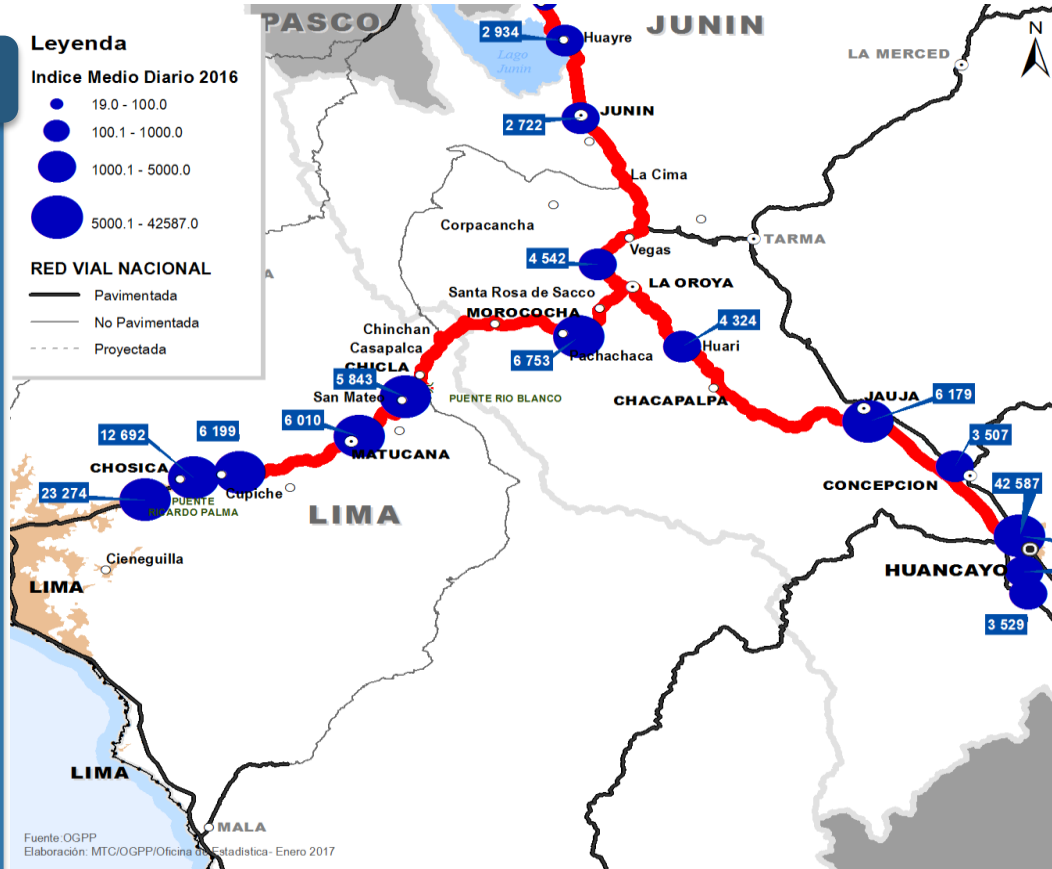 PASCO
JUNIN
Leyenda
Indice Medio Diario 2016
19.0 - 100.0
100.1 - 1000.0
1000.1 - 5000.0
5000.1 - 42587.0
RED VIAL NACIONAL
Pavimentada
No Pavimentada
Proyectada
2 934
Huayre
Lago
Junin
LA MERCED
N
2 722
JUNIN
La Cima
Corpacancha
A
TARMA
Vegas
4 542
LA OROYA
Santa Rosa de Sacco
MOROCOCHA
4 324
Chinchan
Casapalca
Huari
6 753
Pachachaca
CHICLA
5 843
San Mateo
PUENTE RIO BLANCO
CHACAPALPA
JAUJA
6 179
6 010
MATUCANA
12 692
6 199
3 507
CHOSICA
CONCEPCION
23 274
Cupiche
42 587
PUENTE
RICARDO PALMA
LIMA
Cieneguilla
HUANCAYO
LIMA
3 529
LIMA
MALA
Fuente:OGPP
Elaboración: MTC/OGPP/Oficina de Estadística- Enero 2017